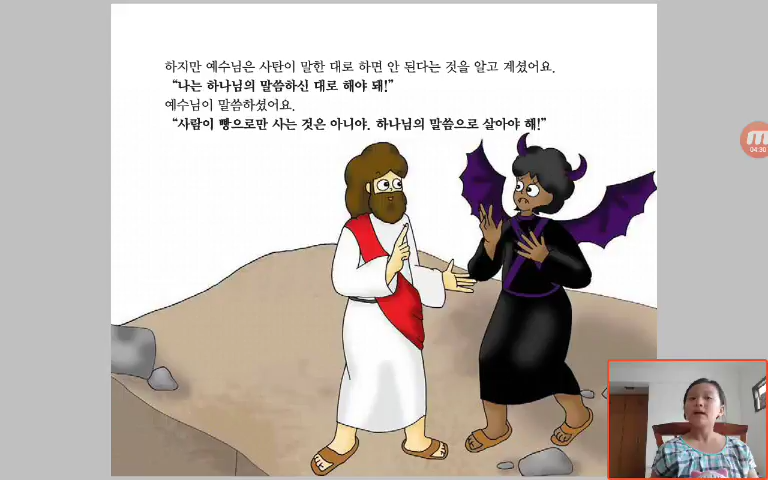 하지만 예수님은 사탄이 말한 대로 하면 안 된다는 것을 알고 계셨어요.
“나는 하나님의 말씀하신 대로 해야 돼!”
예수님이 말씀하셨어요.
“사람이 빵으로만 사는 것은 아니야. 하나님의 말씀으로 살아야 해!”
04:30